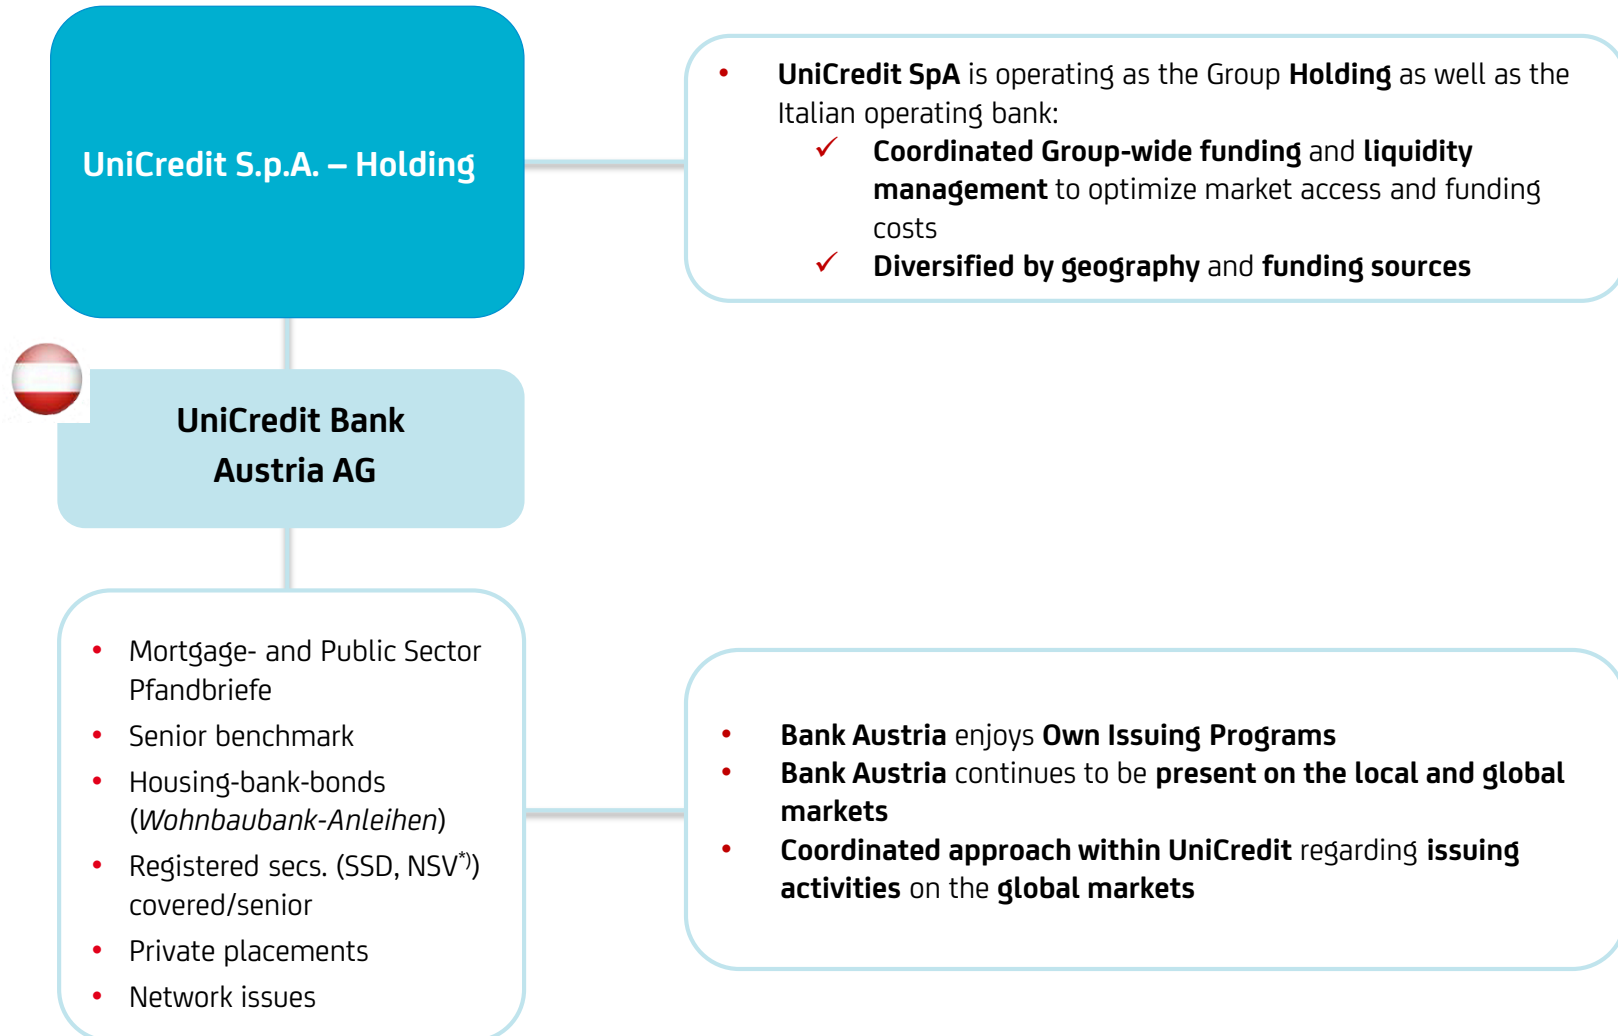 UniCredit S.p.A. – Holding
• UniCredit SpA is operating as the Group Holding as well as the
Italian operating bank:
✓ Coordinated Group-wide funding and liquidity
management to optimize market access and funding
costs
✓ Diversified by geography and funding sources
UniCredit Bank
Austria AG
• Mortgage- and Public Sector
Pfandbriefe
• Senior benchmark
• Housing-bank-bonds
(Wohnbaubank-Anleihen)
• Registered secs. (SSD, NSV*))
covered/senior
• Private placements
• Network issues
• Bank Austria enjoys Own Issuing Programs
• Bank Austria continues to be present on the local and global
markets
• Coordinated approach within UniCredit regarding issuing
activities on the global markets